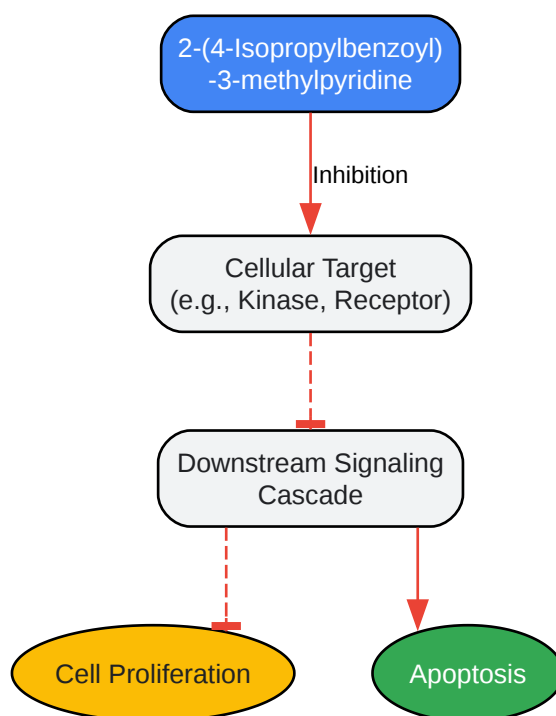 2-(4-Isopropylbenzoyl)
-3-methylpyridine
Inhibition
Cellular Target
(e.g., Kinase, Receptor)
Downstream Signaling
Cascade
Cell Proliferation
Apoptosis